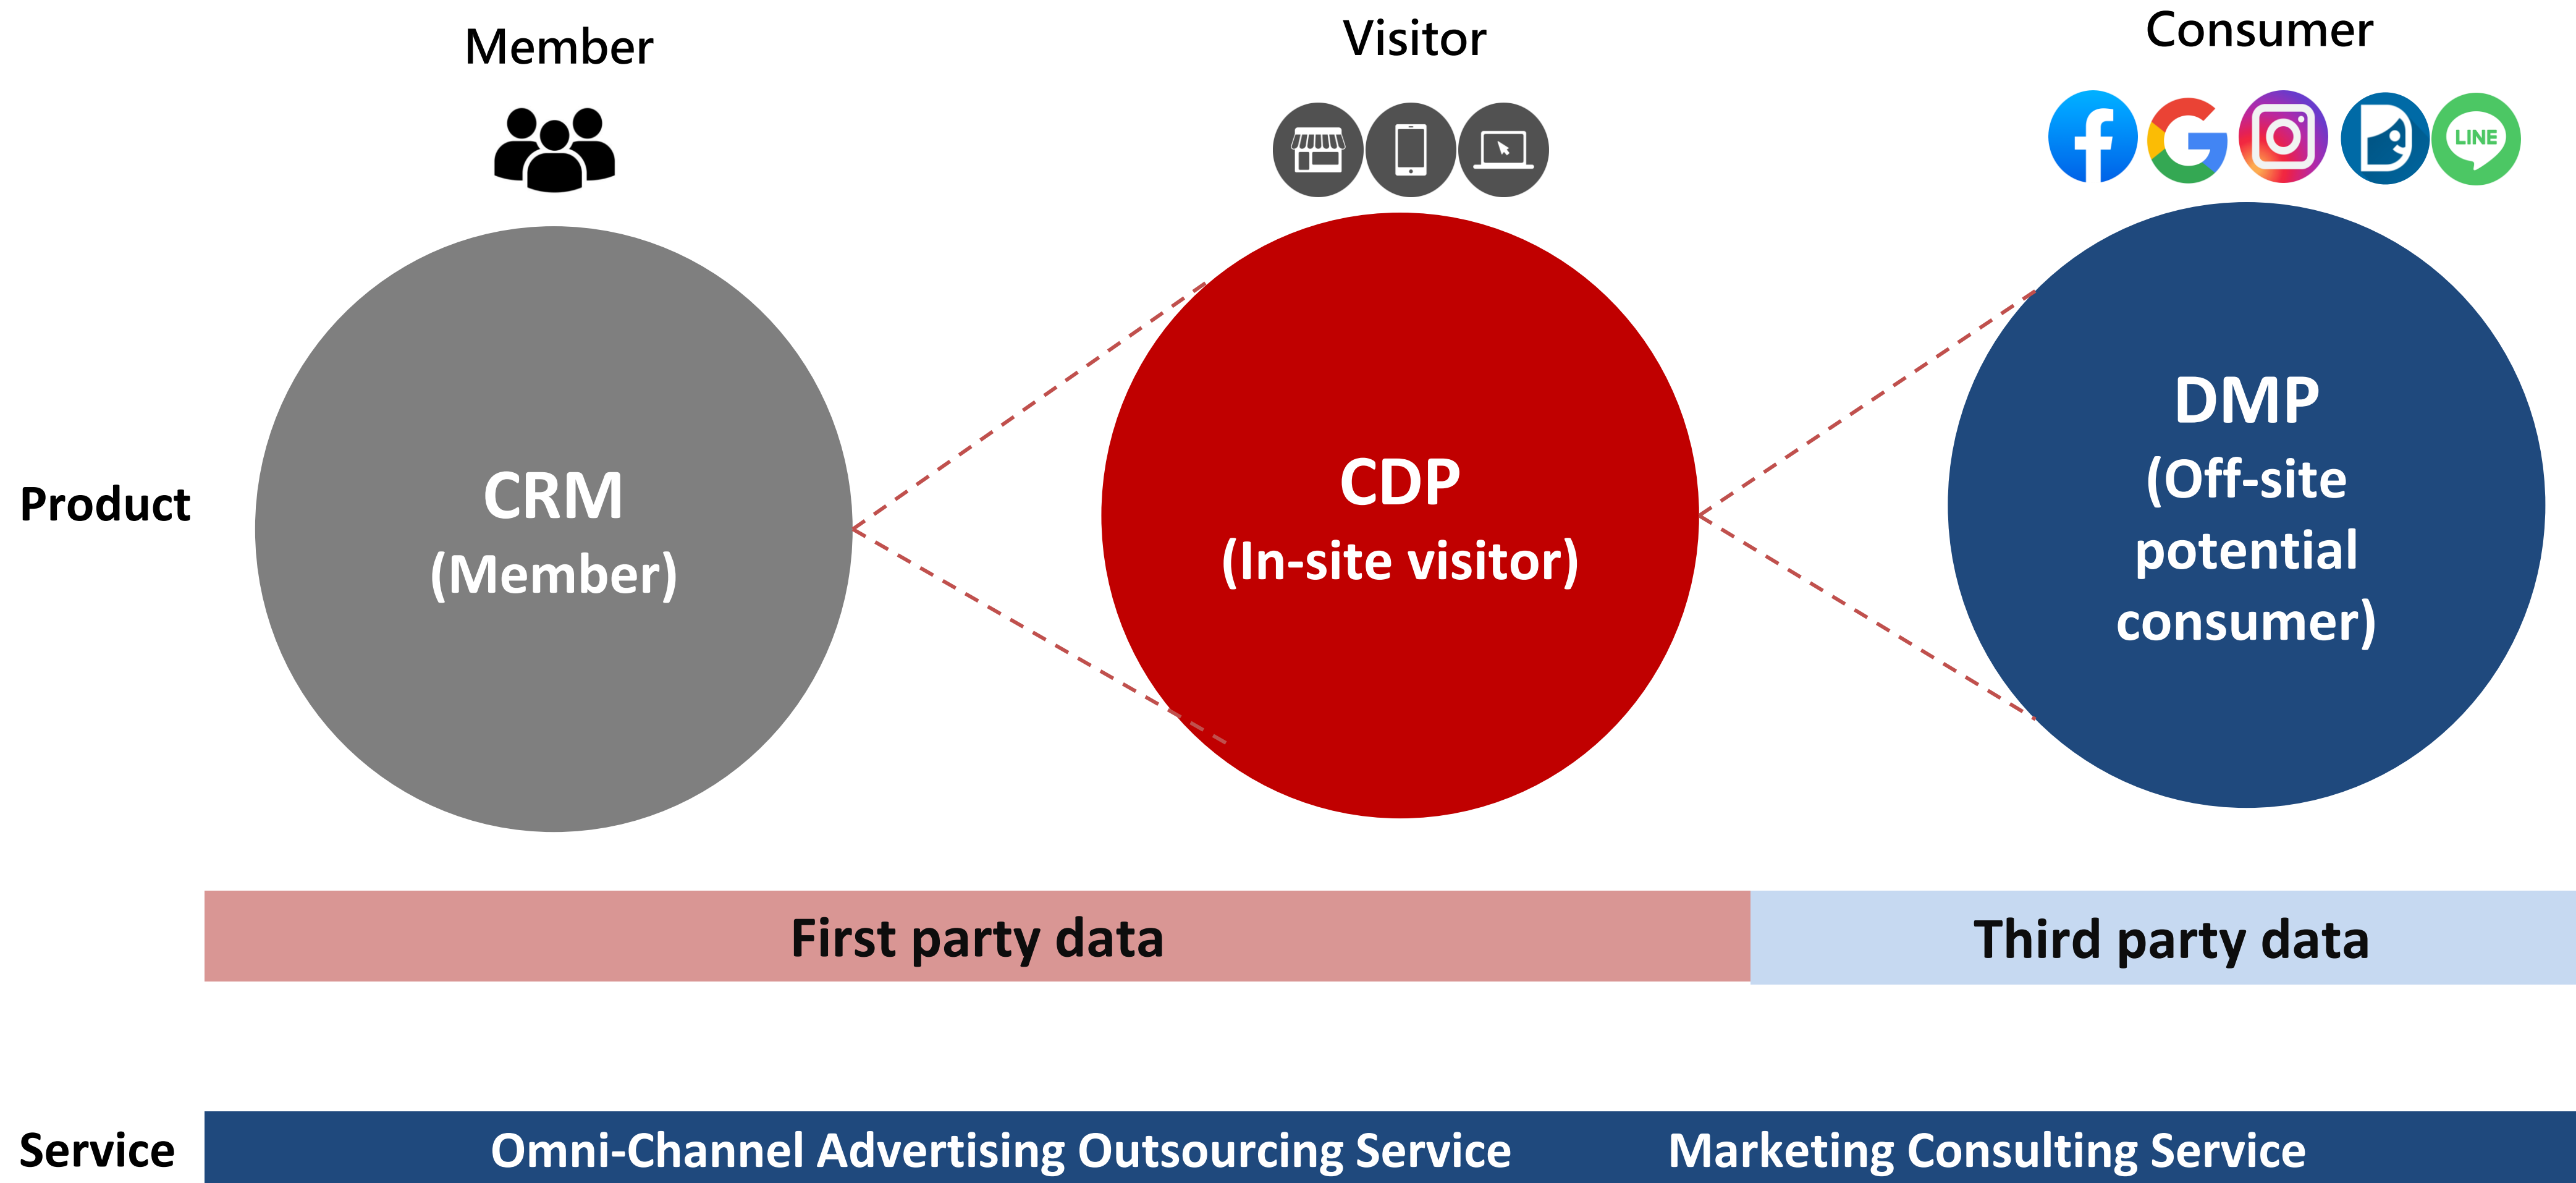 Member
Visitor
Consumer
LINE
Product
CRM
(Member)
CDP
(In-site visitor)
DMP
(Off-site
potential
consumer)
First party data
Third party data
Service
Omni-Channel Advertising Outsourcing Service
Marketing Consulting Service